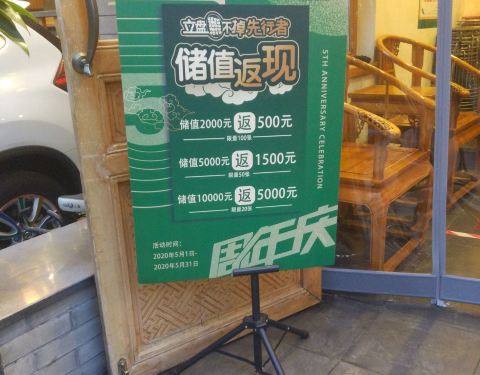 立盘 不掉先行者
储值返现
储值2000元 返 500元
限量100张
储值5000元 返 1500元
限量50张
储值10000元 返 5000元
限量20张
5TH ANNIVERSARY CELEBRATION
活动时间：
2020年5月1日-
2020年5月31日
周年庆